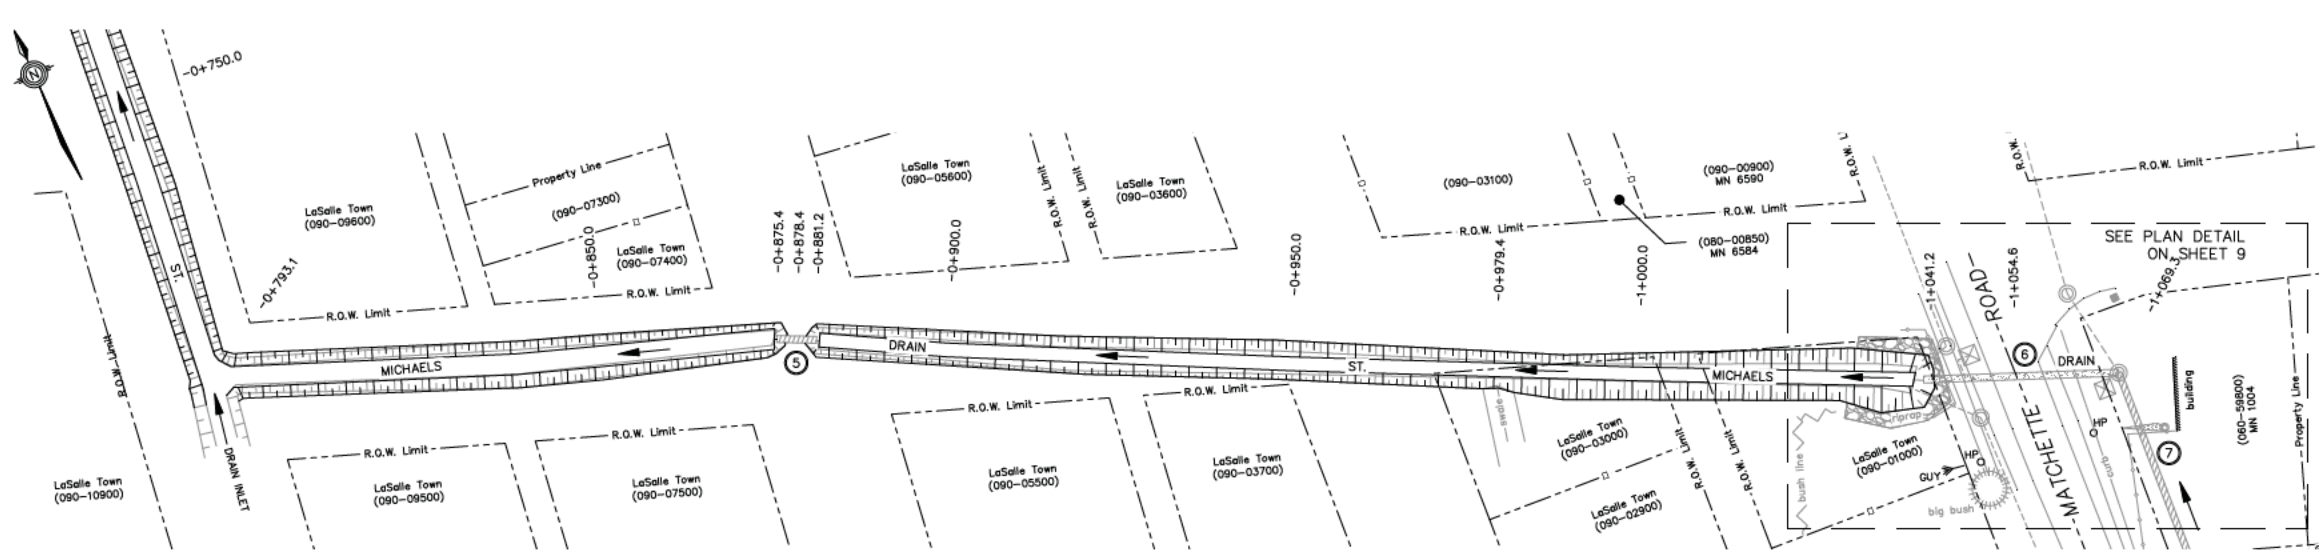 N
-0+750.0
ST.
R.O.W. Limit
LaSalle Town
(090-10900)
DRAIN INLET
LaSalle Town
(090-09600)
-0+793.1
R.O.W. Limit
MICHAELS
R.O.W. Limit
LaSalle Town
(090-09500)
Property Line
(090-07300)
-0+850.0
LaSalle Town
(090-07400)
R.O.W. Limit
R.O.W. Limit
LaSalle Town
(090-07500)
-0+875.4
-0+878.4
-0+881.2
5
LaSalle Town
(090-05600)
-0+900.0
R.O.W. Limit
DRAIN
R.O.W. Limit
LaSalle Town
(090-05500)
R.O.W. Limit
LaSalle Town
(090-03600)
R.O.W. Limit
LaSalle Town
(090-03700)
-0+950.0
ST.
(090-03100)
R.O.W. Limit
-0+979.4
swale
LaSalle Town
(090-03000)
LaSalle Town
(090-02900)
R.O.W. Limit
R.O.W. Limit
-1+000.0
(090-00900)
MN 6590
R.O.W. Limit
(080-00850)
MN 6584
MICHAELS
R.O.W. L
bush line
LaSalle Town
(090-01000)
riprap
GUY
HP
big bush
-1+041.2
ROAD
-1+054.6
MATCHETTE
R.O.W.
R.O.W. Limit
SEE PLAN DETAIL
ON SHEET 9
-1+069.3
6
DRAIN
HP
curb
building
7
(060-59800)
MN 1004
Property Line